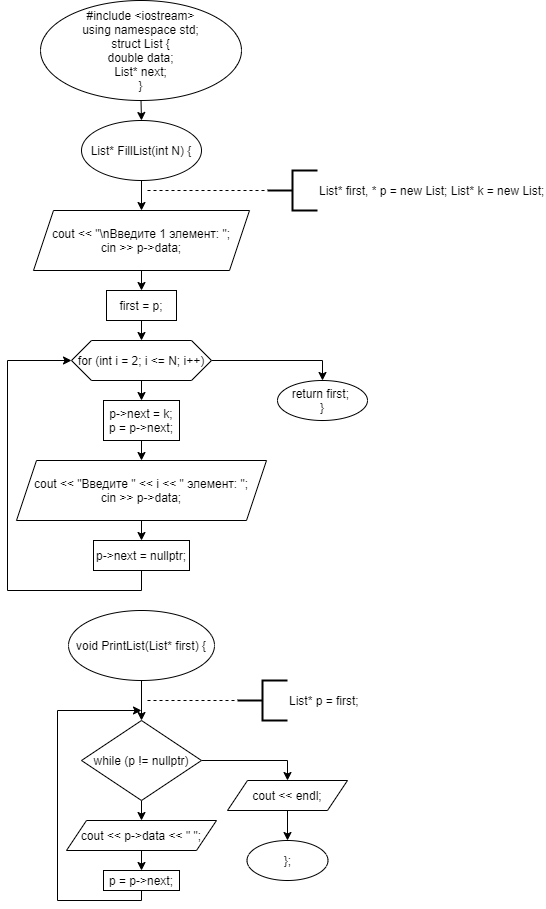 #include <iostream>
using namespace std;
struct List {
double data;
List* next;
}
List* FillList(int N) {
List* first, * p = new List; List* k = new List;
cout << "\nВведите 1 элемент: ";
cin >> p->data;
first = p;
for (int i = 2; i <= N; i++)
return first;
}
p->next = k;
p = p->next;
cout << "Введите " << i << " элемент: ";
cin >> p->data;
p->next = nullptr;
void PrintList(List* first) {
List* p = first;
while (p != nullptr)
cout << endl;
cout << p->data << " ";
};
p = p->next;